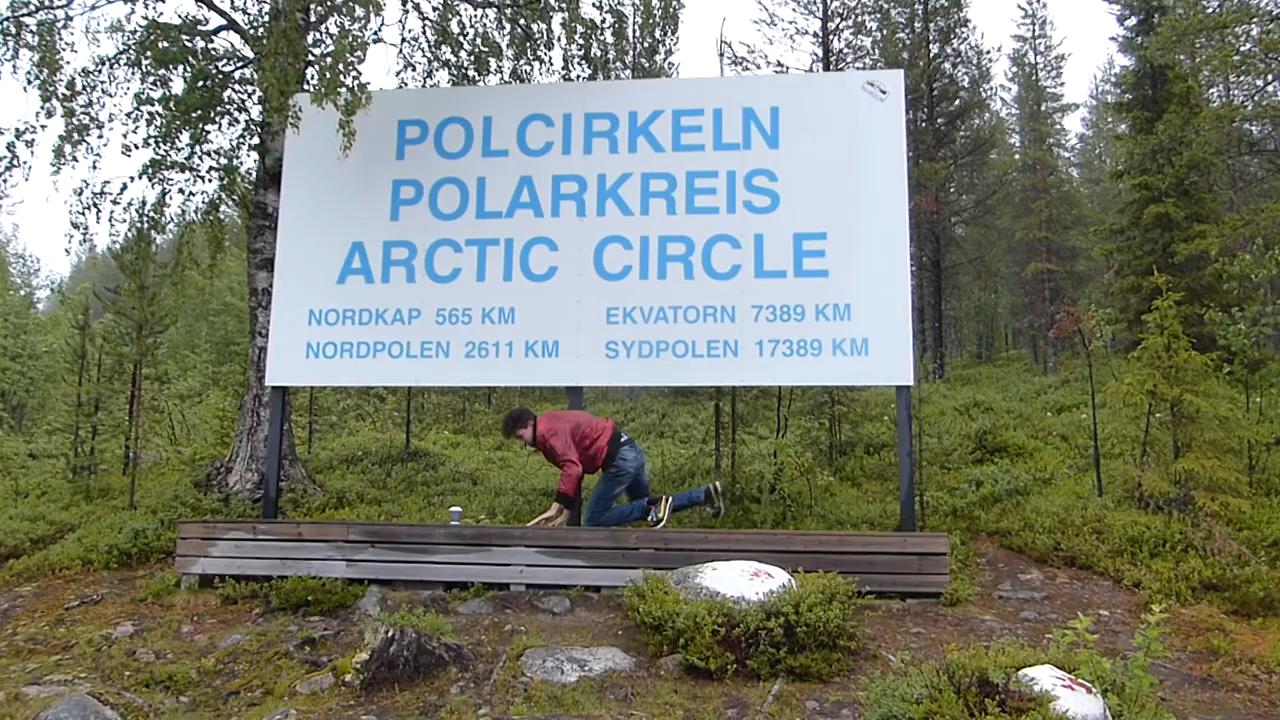 POLCIRKELN
POLARKREIS
ARCTIC CIRCLE
NORDKAP 565 KM
EKVATORN 7389 KM
NORDPOLEN 2611 KM
SYDPOLEN 17389 KM